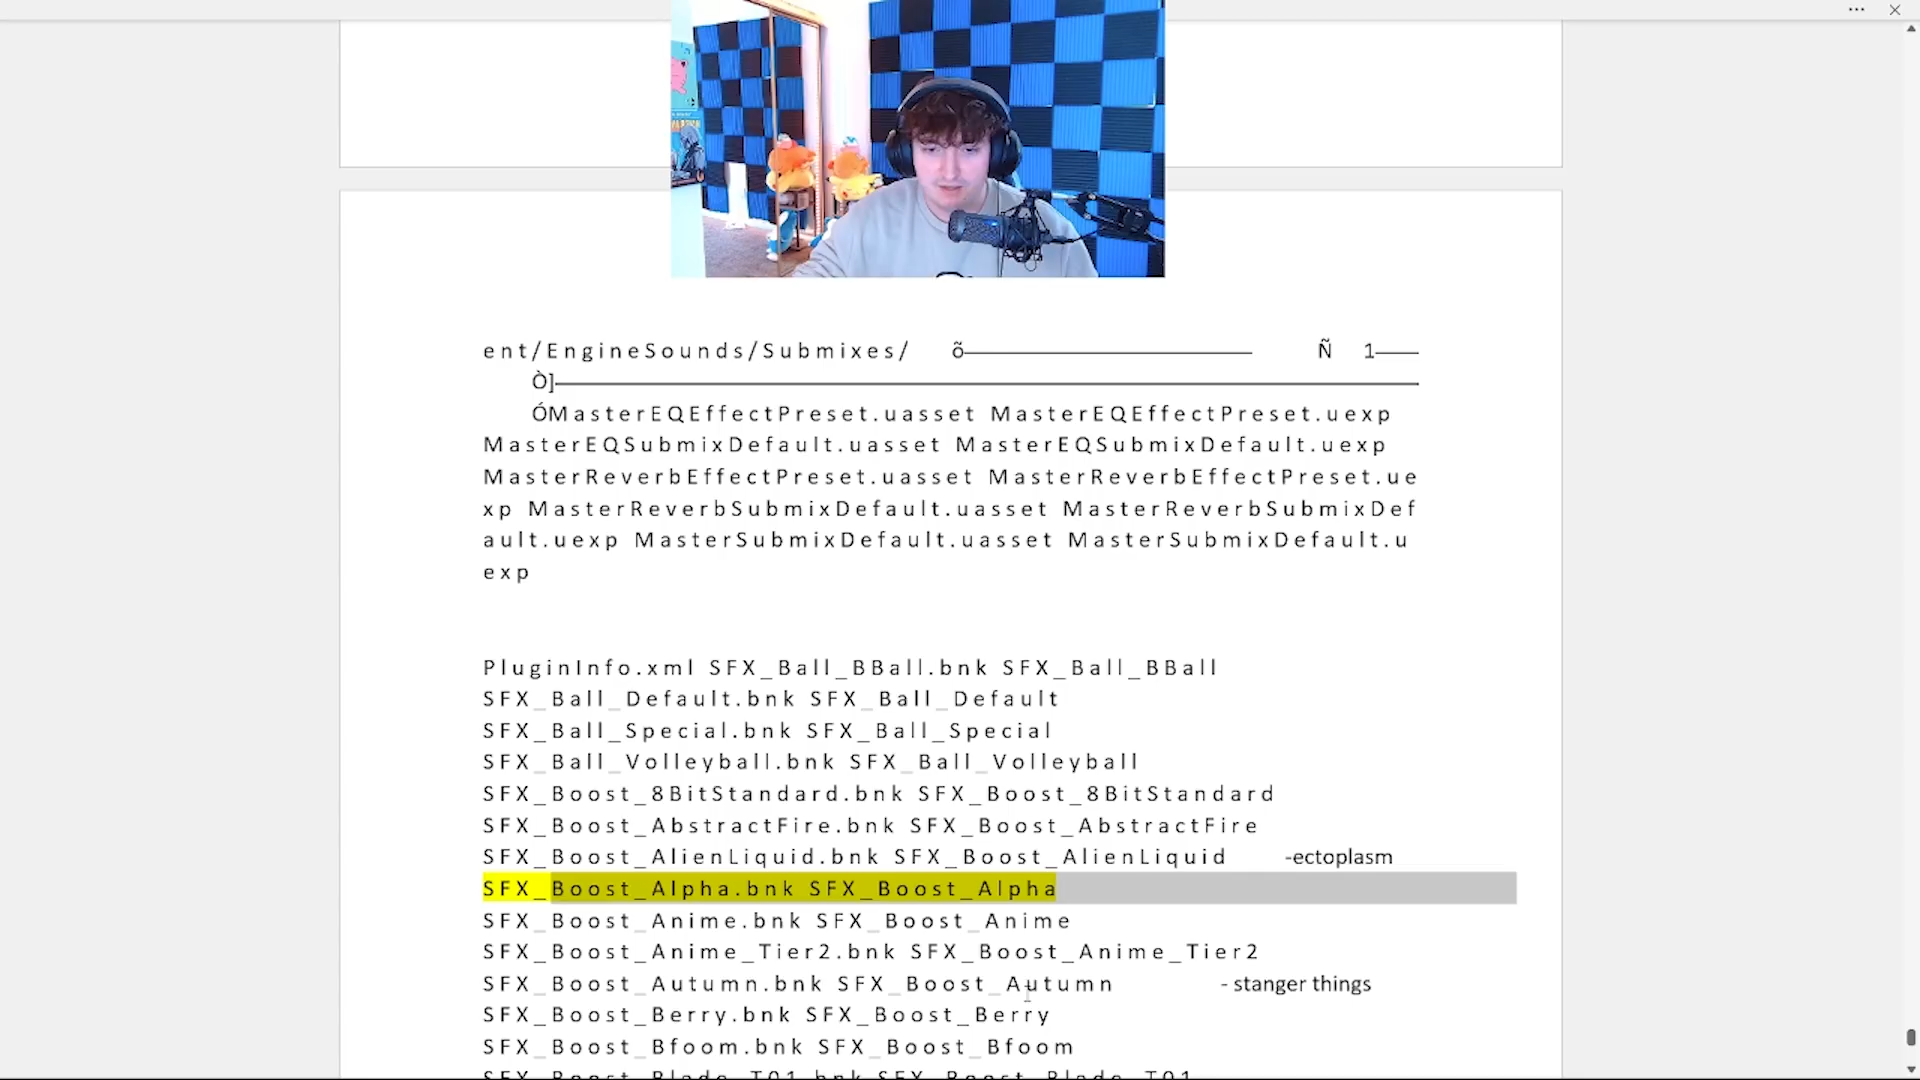 ent/EngineSounds/Submixes/ õ Ñ 1
Ò]
ÓMasterEQEffectPreset.uasset MasterEQEffectPreset.uexp
MasterEQSubmixDefault.uasset MasterEQSubmixDefault.uexp
MasterReverbEffectPreset.uasset MasterReverbEffectPreset.ue
xp MasterReverbSubmixDefault.uasset MasterReverbSubmixDef
ault.uexp MasterSubmixDefault.uasset MasterSubmixDefault.u
exp
PluginInfo.xml SFX_Ball_BBall.bnk SFX_Ball_BBall
SFX_Ball_Default.bnk SFX_Ball_Default
SFX_Ball_Special.bnk SFX_Ball_Special
SFX_Ball_Volleyball.bnk SFX_Ball_Volleyball
SFX_Boost_8BitStandard.bnk SFX_Boost_8BitStandard
SFX_Boost_AbstractFire.bnk SFX_Boost_AbstractFire
SFX_Boost_AlienLiquid.bnk SFX_Boost_AlienLiquid -ectoplasm
SFX_Boost_Alpha.bnk SFX_Boost_Alpha
SFX_Boost_Anime.bnk SFX_Boost_Anime
SFX_Boost_Anime_Tier2.bnk SFX_Boost_Anime_Tier2
SFX_Boost_Autumn.bnk SFX_Boost_Autumn - stanger things
SFX_Boost_Berry.bnk SFX_Boost_Berry
SFX_Boost_Bfoom.bnk SFX_Boost_Bfoom
SFX_Boost_Blade_T01.bnk SFX_Boost_Blade_T01